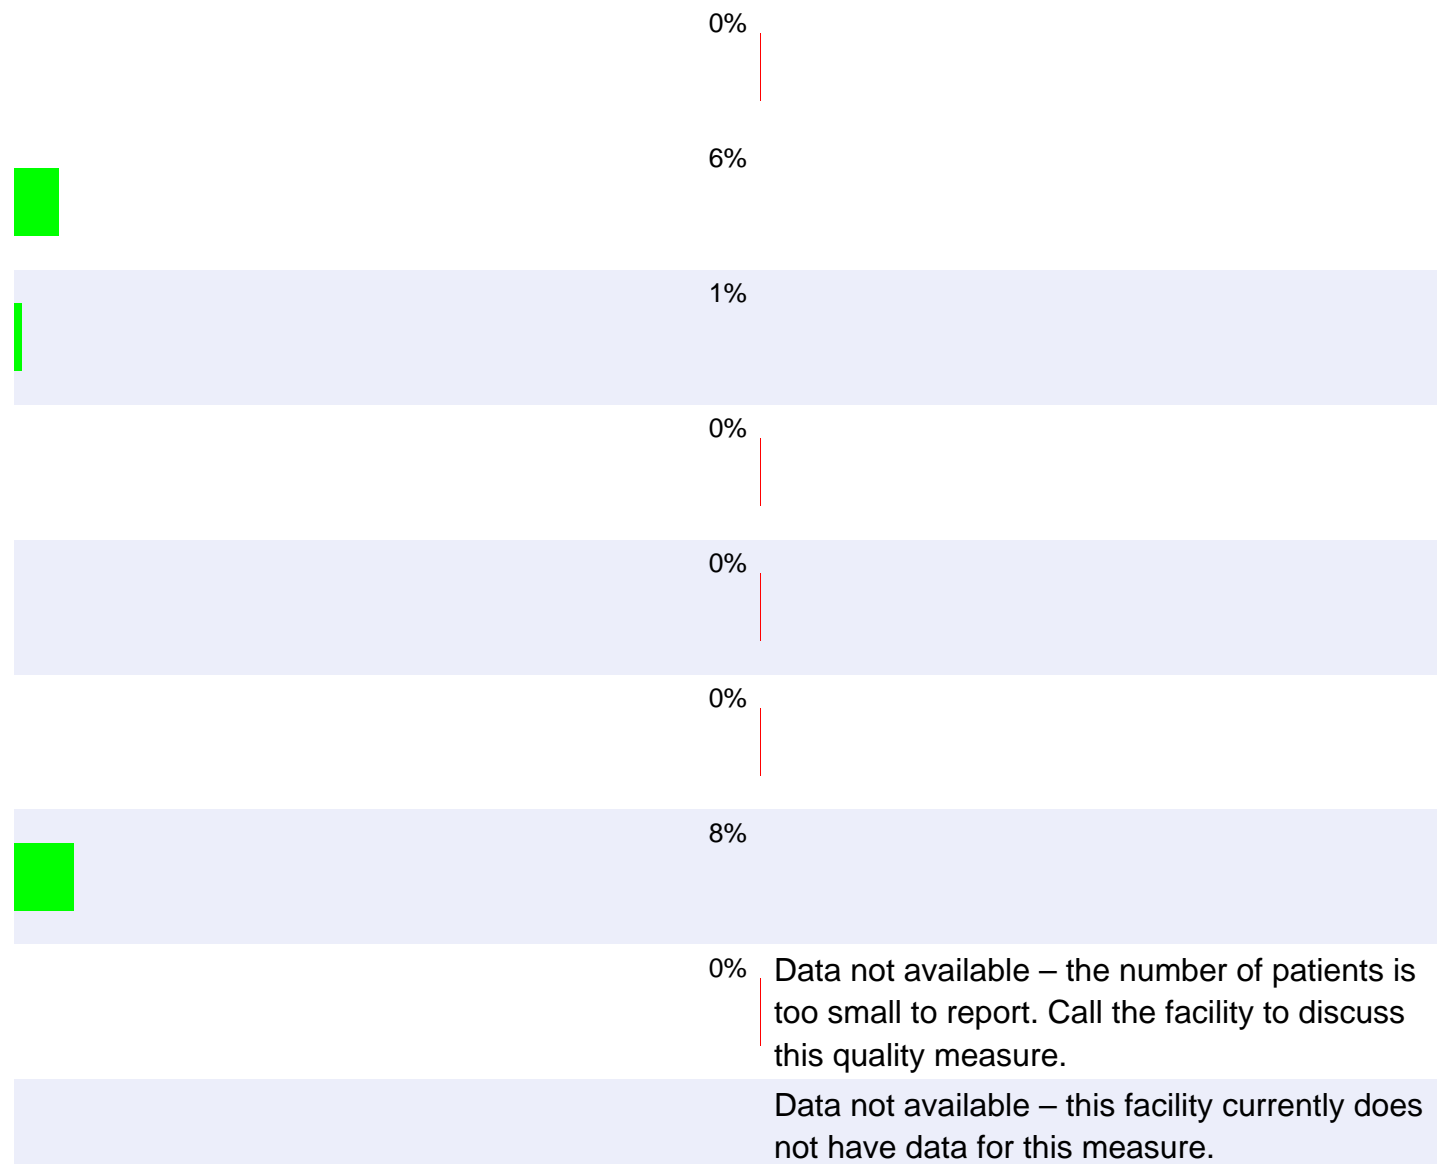 0%
6%
1%
0%
0%
0%
8%
0%
Data not available – the number of patients is
too small to report. Call the facility to discuss
this quality measure.
Data not available – this facility currently does
not have data for this measure.